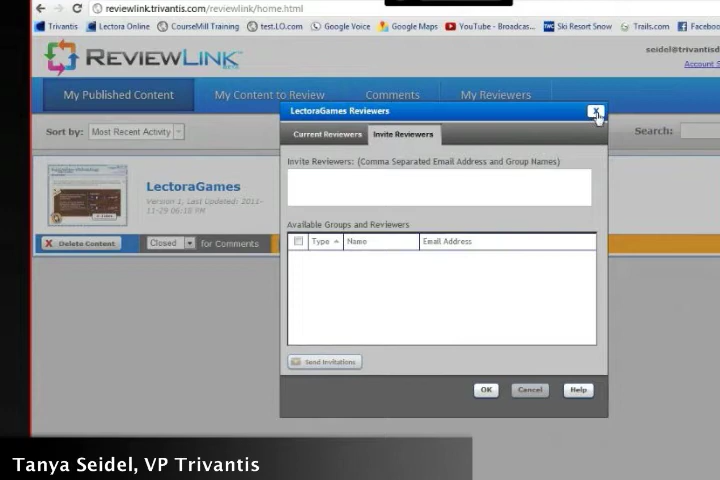 reviewlink.trivantis.com/reviewlink/home.html
Trivantis Lectora Online CourseMill Training test.LO.com Google Voice Google Maps YouTube - Broadcas... Ski Resort Snow Trails.com Faceboo
REVIEWLINK BETA
seidel@trivantisd
Account S
My Published Content My Content to Review Comments My Reviewers
LectoraGames Reviewers X
Sort by: Most Recent Activity Search:
Current Reviewers Invite Reviewers
Invite Reviewers: (Comma Separated Email Address and Group Names)
LectoraGames
Version 1, Last Updated: 2011-
11-29 06:18 PM
Available Groups and Reviewers
X Delete Content Closed for Comments
Type Name Email Address
Send Invitations
OK Cancel Help
Tanya Seidel, VP Trivantis